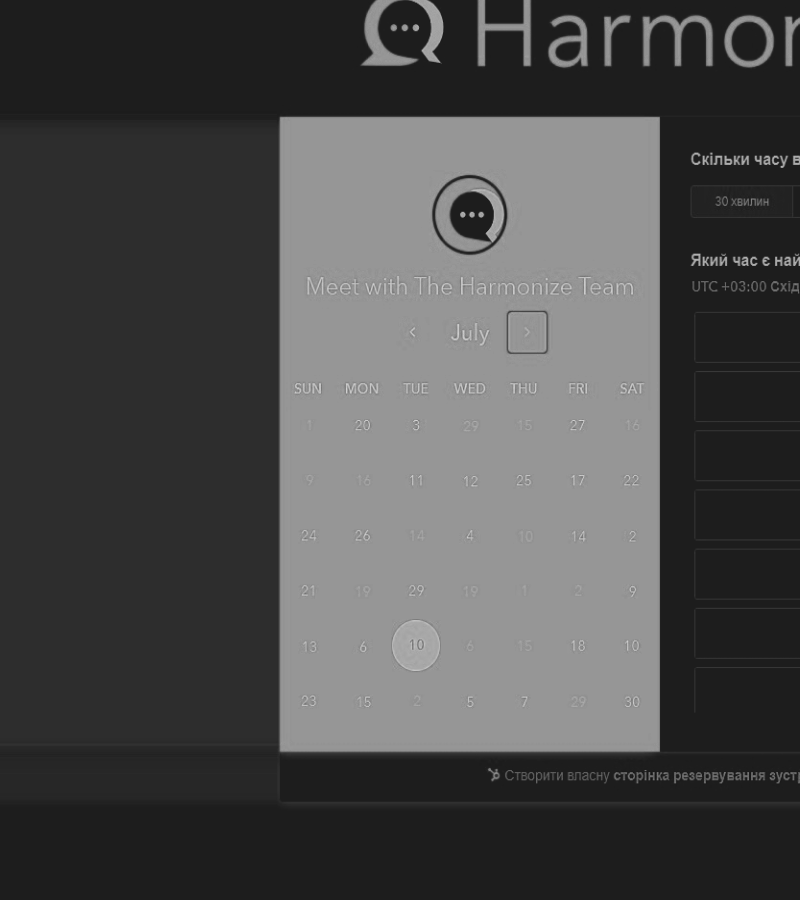 Harmon
Meet with The Harmonize Team
July
SUN MON TUE WED THU FRI SAT
1 20 3 29 15 27 16
9 16 11 12 25 17 22
24 26 14 4 10 14 2
21 19 29 19 1 2 9
13 6 10 6 15 18 10
23 15 2 5 7 29 30
Скільки часу в
30 хвилин
Який час є най
UTC +03:00 Схід
Створити власну сторінка резервування зуст